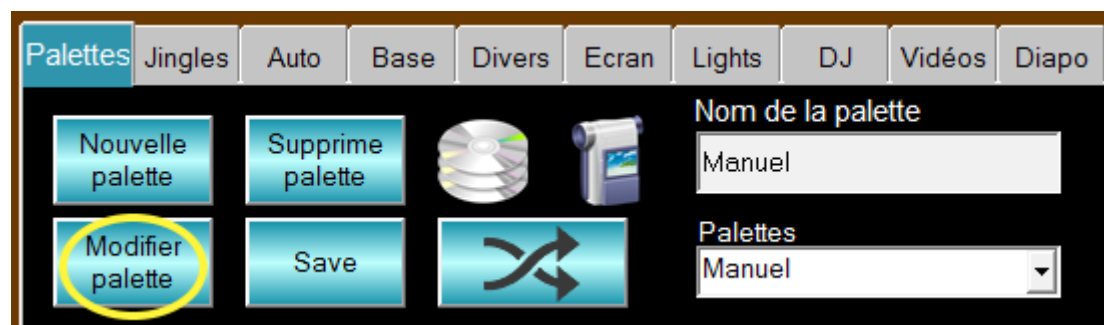 Palettes Jingles Auto Base Divers Ecran Lights DJ Vidéos Diapo
Nouvelle
palette
Supprime
palette
Nom de la palette
Manuel
Modifier
palette
Save
Palettes
Manuel